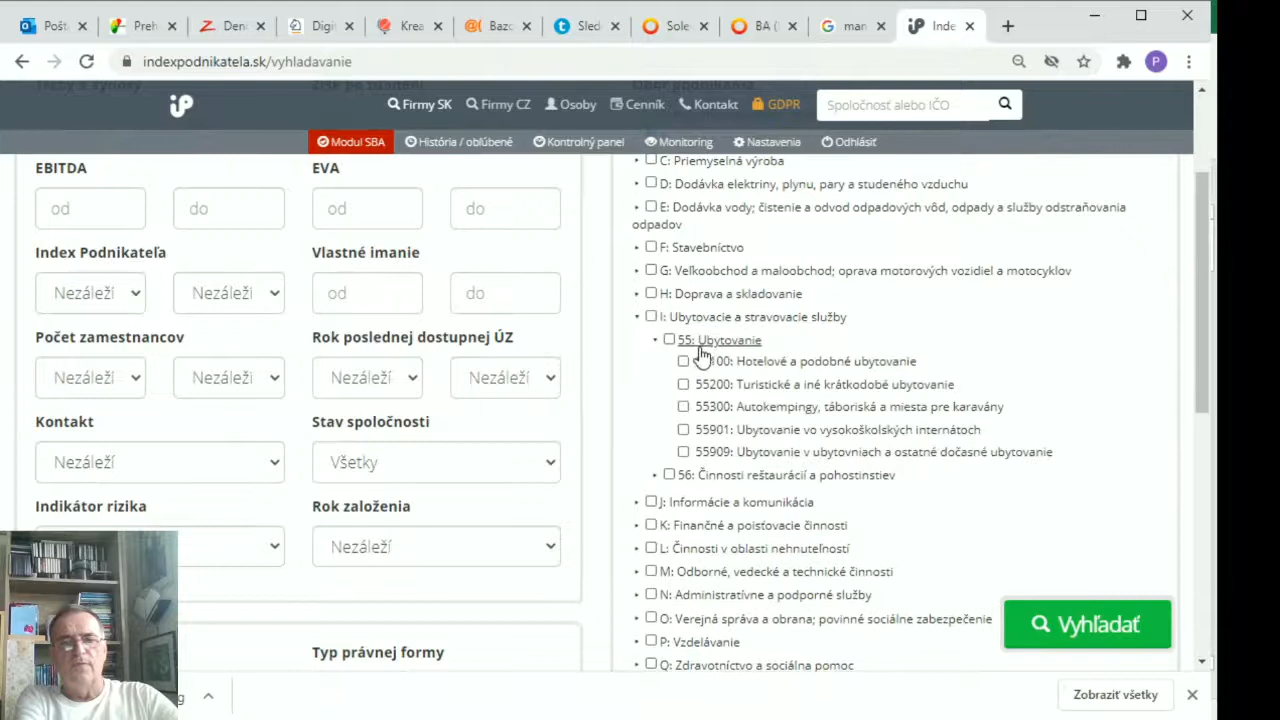 Pošt
Preh
Den
Digi
Krea
Baz
Sled
Sole
BA (
mar
Inde
indexpodnikatela.sk/vyhladavanie
P
Firmy SK
Firmy CZ
Osoby
Cenník
Kontakt
GDPR
Spoločnosť alebo IČO
Modul SBA
História / obľúbené
Kontrolný panel
Monitoring
Nastavenia
Odhlásiť
EBITDA
EVA
od
do
od
do
Index Podnikateľa
Vlastné imanie
Nezáleží
Nezáleží
od
do
Počet zamestnancov
Rok poslednej dostupnej ÚZ
Nezáleží
Nezáleží
Nezáleží
Nezáleží
Kontakt
Stav spoločnosti
Nezáleží
Všetky
Indikátor rizika
Rok založenia
Nezáleží
Typ právnej formy
C: Priemyselná výroba
D: Dodávka elektriny, plynu, pary a studeného vzduchu
E: Dodávka vody; čistenie a odvod odpadových vôd, odpady a služby odstraňovania
odpadov
F: Stavebníctvo
G: Veľkoobchod a maloobchod; oprava motorových vozidiel a motocyklov
H: Doprava a skladovanie
I: Ubytovacie a stravovacie služby
55: Ubytovanie
100: Hotelové a podobné ubytovanie
55200: Turistické a iné krátkodobé ubytovanie
55300: Autokempingy, táboriská a miesta pre karavány
55901: Ubytovanie vo vysokoškolských internátoch
55909: Ubytovanie v ubytovniach a ostatné dočasné ubytovanie
56: Činnosti reštaurácií a pohostinstiev
J: Informácie a komunikácia
K: Finančné a poisťovacie činnosti
L: Činnosti v oblasti nehnuteľností
M: Odborné, vedecké a technické činnosti
N: Administratívne a podporné služby
O: Verejná správa a obrana; povinné sociálne zabezpečenie
P: Vzdelávanie
Q: Zdravotníctvo a sociálna pomoc
Vyhľadať
Zobraziť všetky